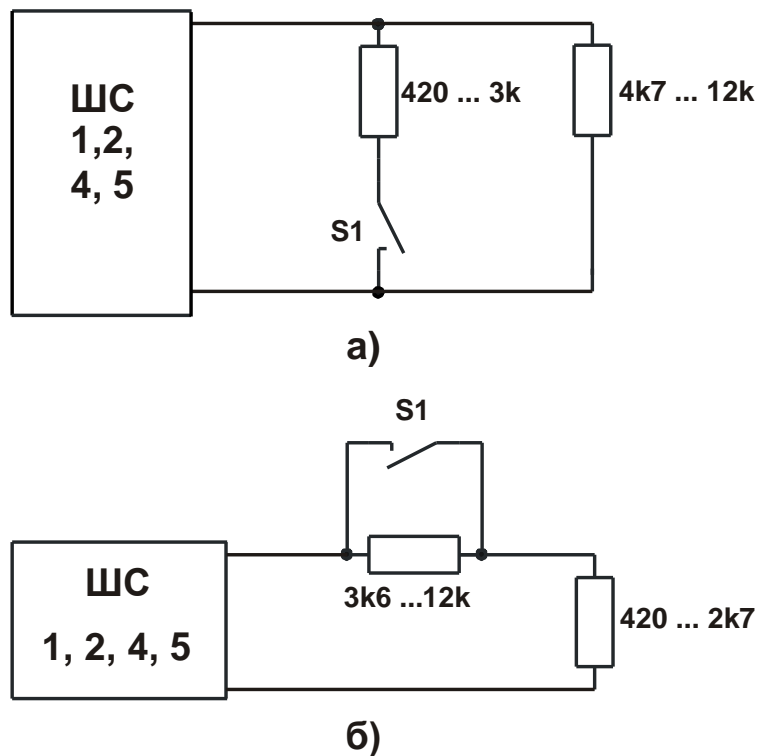 ШС
1,2,
4, 5
420 ... 3k
4k7 ... 12k
S1
а)
S1
ШС
1, 2, 4, 5
3k6 ...12k
420 ... 2k7
б)